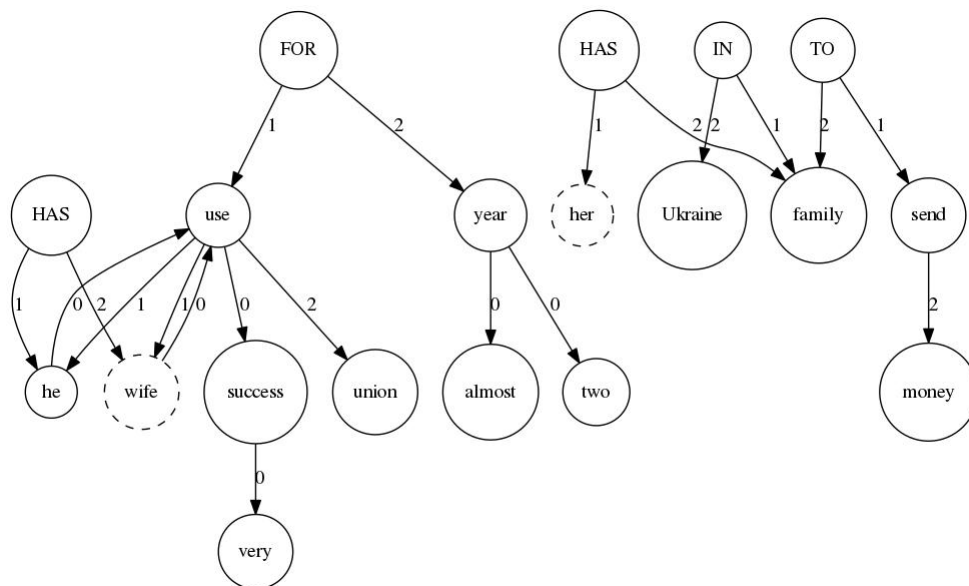 FOR HAS IN TO
1 2 1 2 2 1 2 1
HAS use year her Ukraine family send
1 0 2 1 1 0 0 2 0 0 2
he wife success union almost two money
0
very